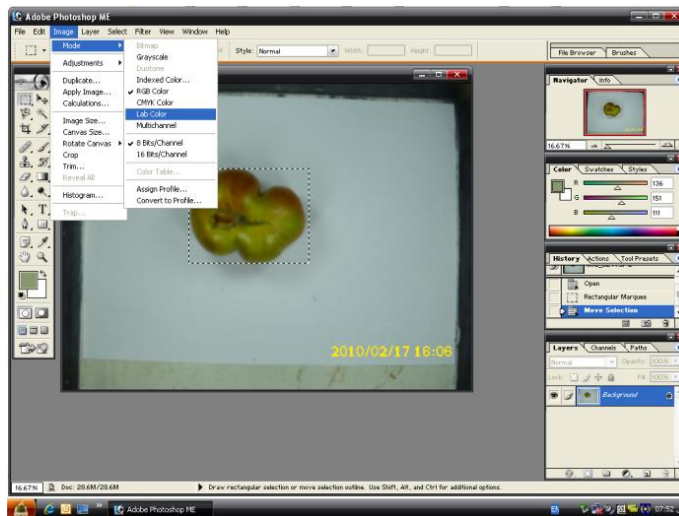 Adobe Photoshop ME
File Edit Image Layer Select Filter View Window Help
Style: Normal Width: Height:
File Browser Brushes
Mode
Adjustments
Duplicate...
Apply Image...
Calculations...
Image Size...
Canvas Size...
Rotate Canvas
Crop
Trim...
Reveal All
Histogram...
Trap...
Bitmap
Grayscale
Duotone
Indexed Color...
RGB Color
CMYK Color
Lab Color
Multichannel
8 Bits/Channel
16 Bits/Channel
Color Table...
Assign Profile...
Convert to Profile...
2010/02/17 16:06
Navigator Info
16.67%
Color Swatches Styles
R 136
G 151
B 111
History Actions Tool Presets
Open
Rectangular Marquee
Move Selection
Layers Channels Paths
Normal Opacity: 100%
Lock: Fill: 100%
Background
16.67% Doc: 28.6M/28.6M Draw rectangular selection or move selection outline. Use Shift, Alt, and Ctrl for additional options.
Adobe Photoshop ME
EN 07:52